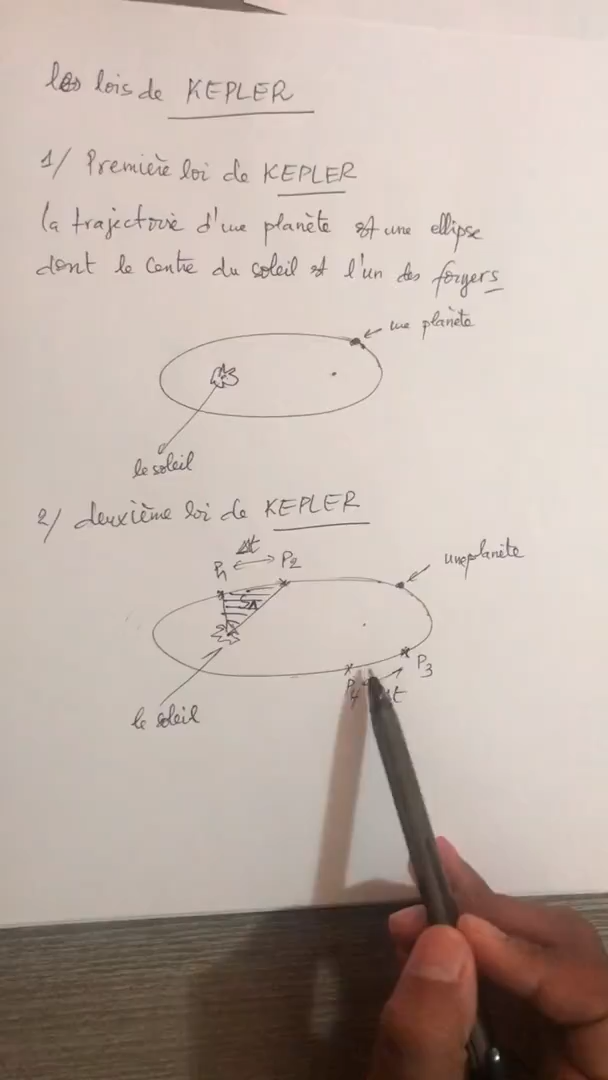 les lois de KEPLER
1/ Première loi de KEPLER
la trajectoire d'une planète est une ellipse
dont le centre du soleil est l'un des foyers
une planète
le soleil
2/ deuxième loi de KEPLER
Δt
P1 P2
une planète
S1
P3
P4 Δt
le soleil